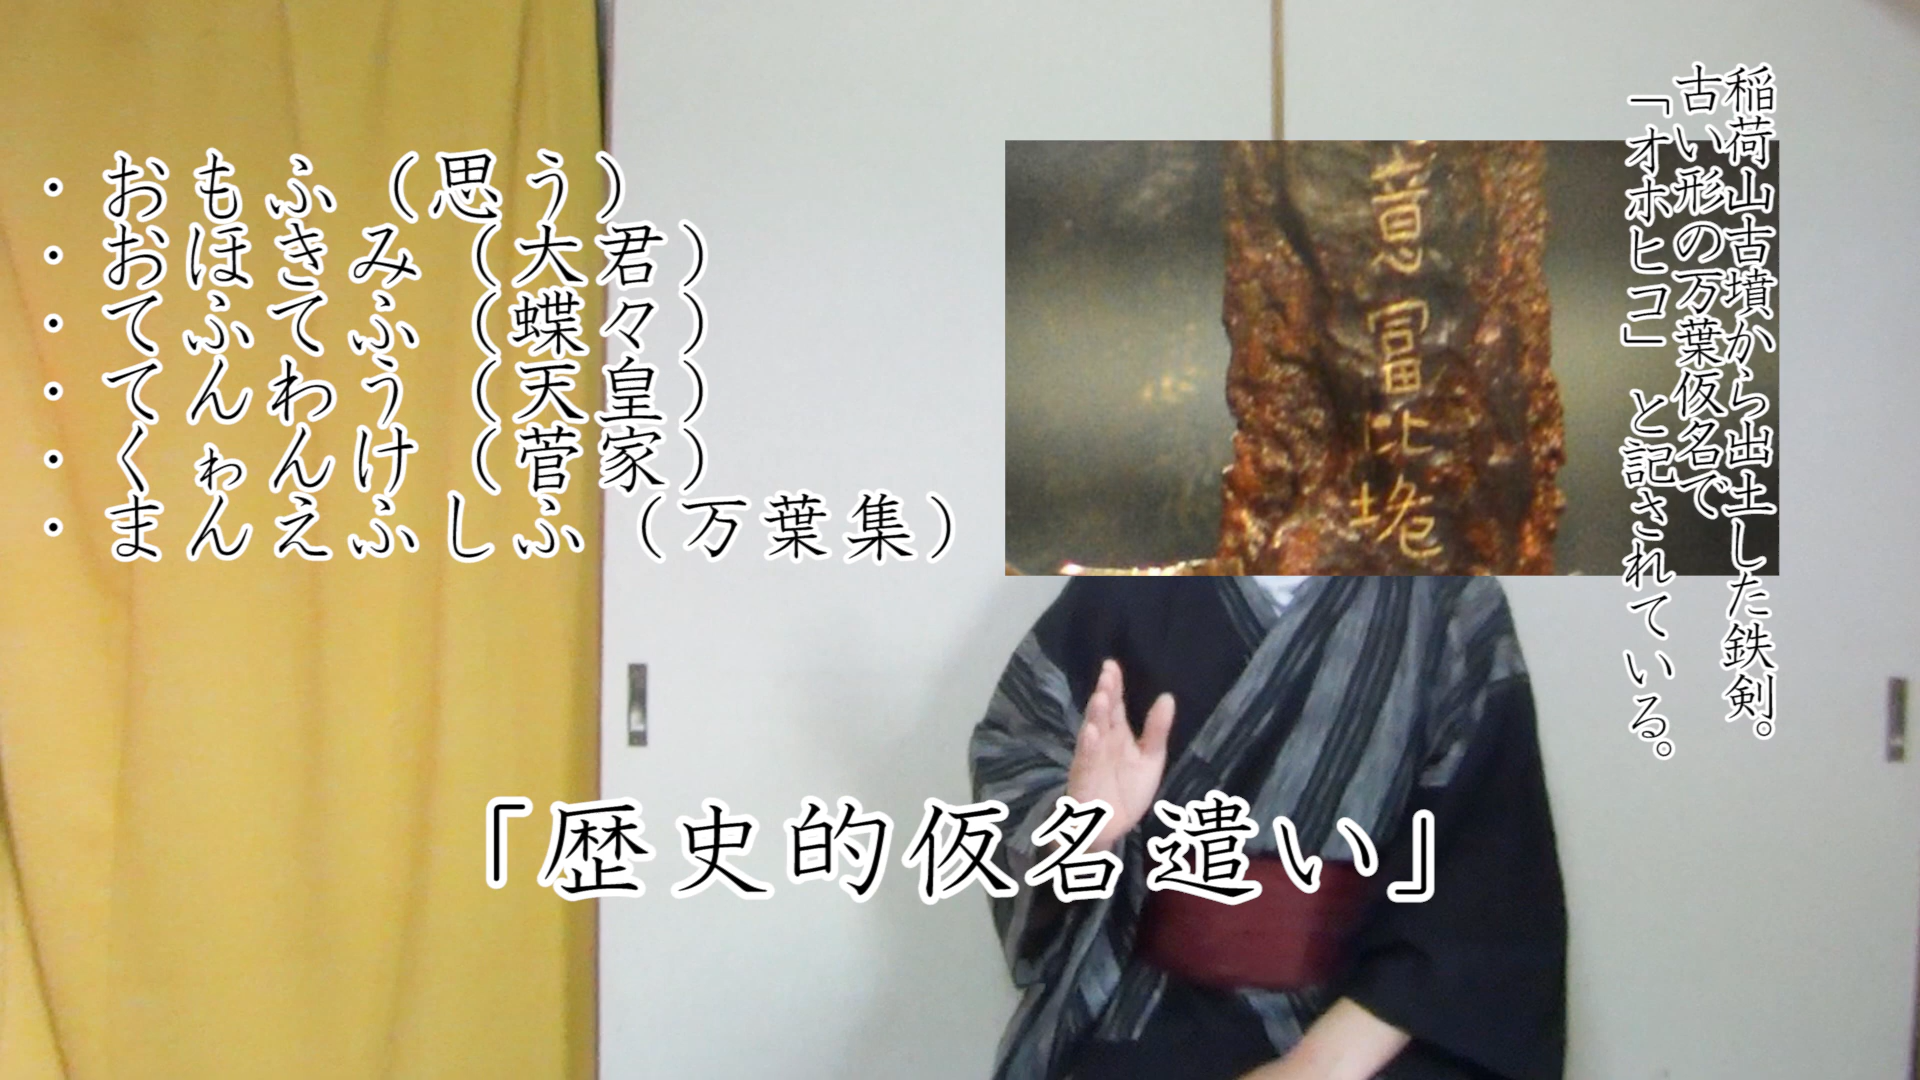 ・おもふ（思う）
・おほきみ（大君）
・てふてふ（蝶々）
・てんわう（天皇）
・くゎんけ（菅家）
・まんえふしふ（万葉集）
意冨比垝
稲荷山古墳から出土した鉄剣。
古い形の万葉仮名で
「オホヒコ」と記されている。
「歴史的仮名遣い」